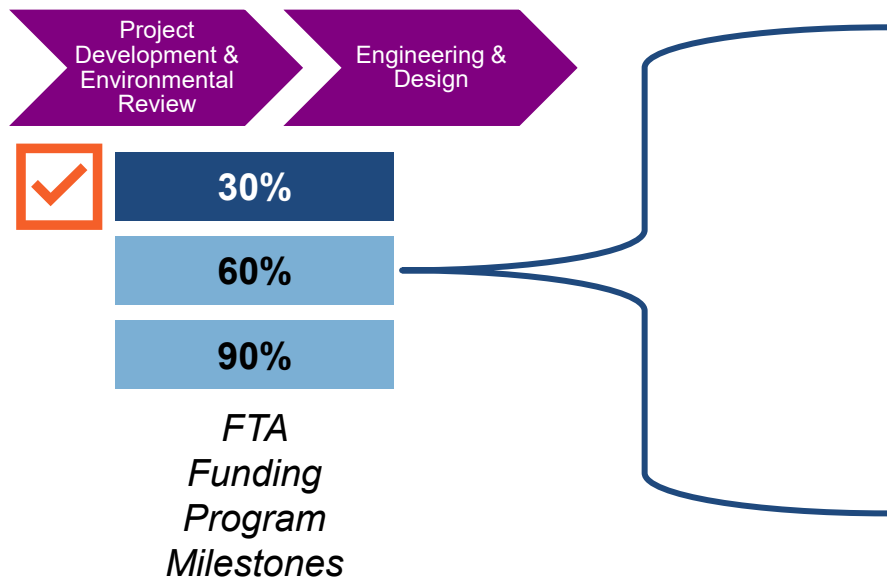 Project
Development &
Environmental
Review
Engineering &
Design
30%
60%
90%
FTA
Funding
Program
Milestones